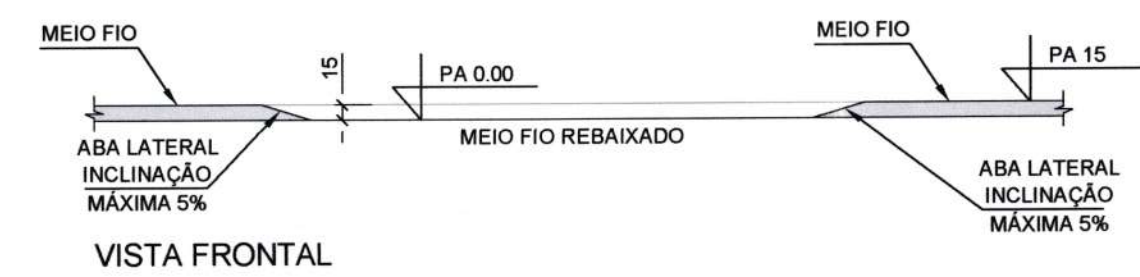 MEIO FIO
15
PA 0.00
MEIO FIO
PA 15
MEIO FIO REBAIXADO
ABA LATERAL
INCLINAÇÃO
MÁXIMA 5%
ABA LATERAL
INCLINAÇÃO
MÁXIMA 5%
VISTA FRONTAL